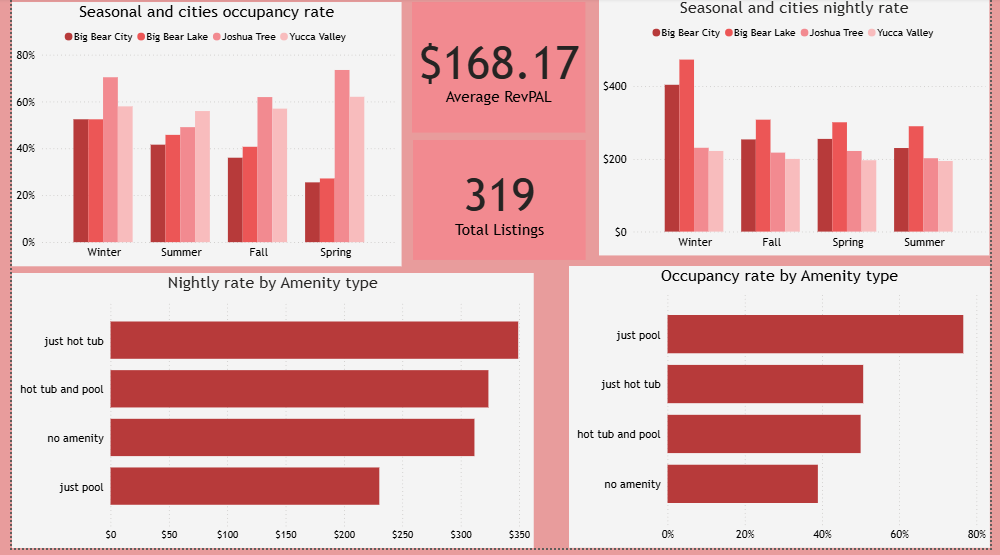 Seasonal and cities occupancy rate
Big Bear City Big Bear Lake Joshua Tree Yucca Valley
80%
60%
40%
20%
0%
Winter Summer Fall Spring
$168.17
Average RevPAL
319
Total Listings
Seasonal and cities nightly rate
Big Bear City Big Bear Lake Joshua Tree Yucca Valley
$400
$200
$0
Winter Fall Spring Summer
Nightly rate by Amenity type
just hot tub
hot tub and pool
no amenity
just pool
$0 $50 $100 $150 $200 $250 $300 $350
Occupancy rate by Amenity type
just pool
just hot tub
hot tub and pool
no amenity
0% 20% 40% 60% 80%